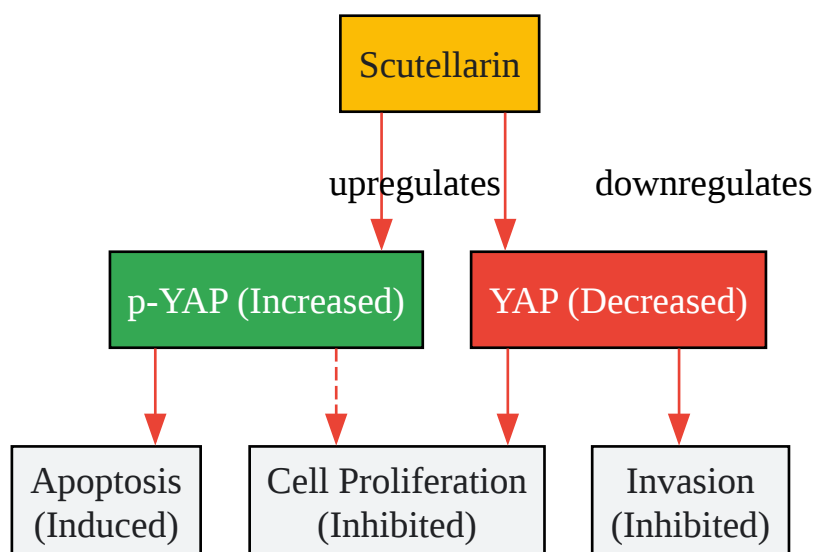 Scutellarin
upregulates
downregulates
p-YAP (Increased)
YAP (Decreased)
Apoptosis
(Induced)
Cell Proliferation
(Inhibited)
Invasion
(Inhibited)